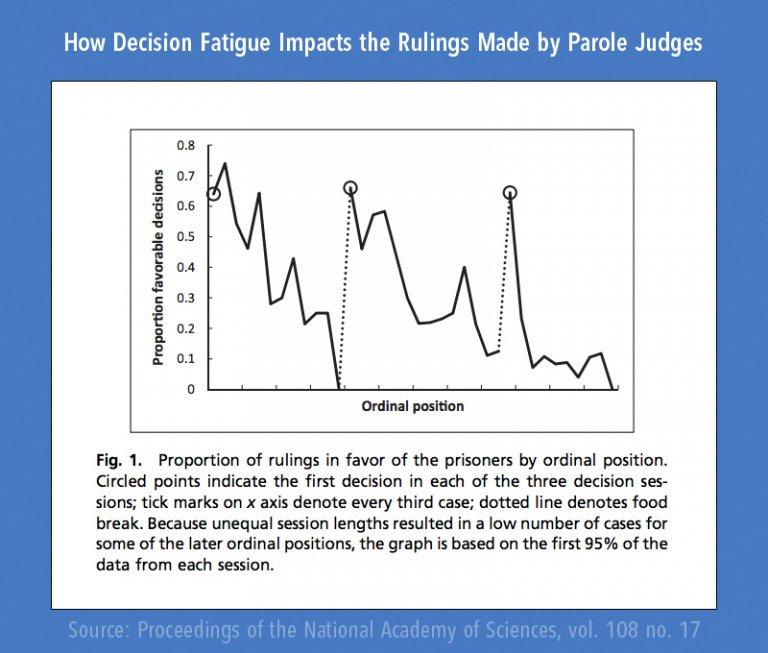 How Decision Fatigue Impacts the Rulings Made by Parole Judges
0.8
0.7
0.6
0.5
0.4
0.3
0.2
0.1
0
Proportion favorable decisions
Ordinal position
Fig. 1. Proportion of rulings in favor of the prisoners by ordinal position.
Circled points indicate the first decision in each of the three decision ses-
sions; tick marks on x axis denote every third case; dotted line denotes food
break. Because unequal session lengths resulted in a low number of cases for
some of the later ordinal positions, the graph is based on the first 95% of the
data from each session.
Source: Proceedings of the National Academy of Sciences, vol. 108 no. 17